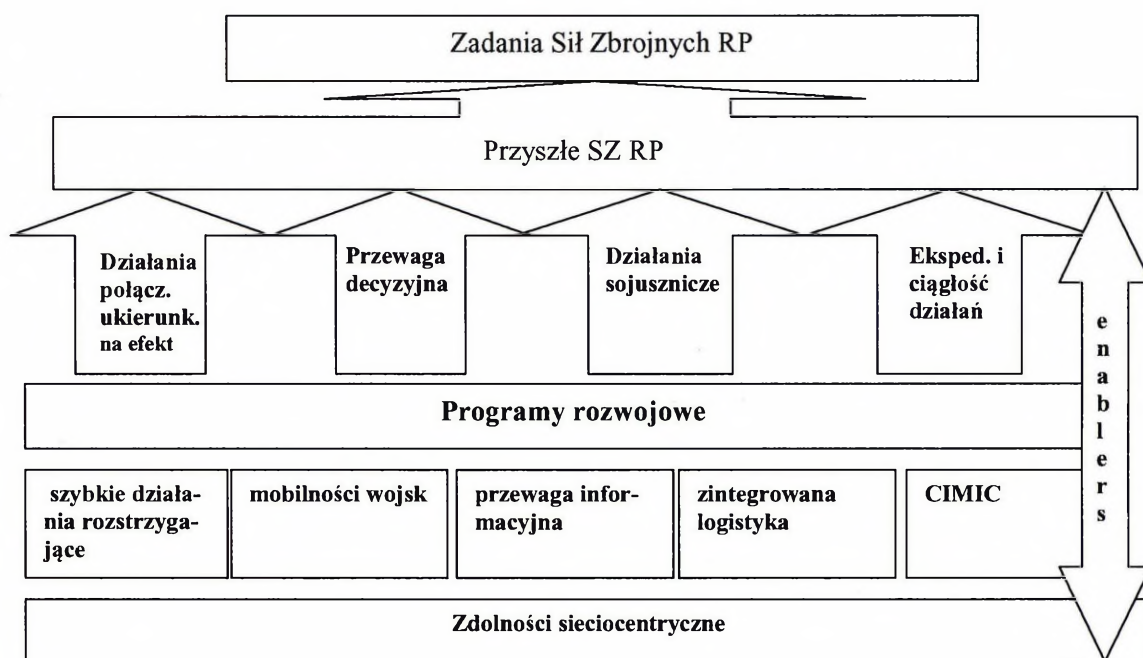 Zadania Sił Zbrojnych RP
Przyszłe SZ RP
Działania
połącz.
ukierunk.
na efekt
Przewaga
decyzyjna
Działania
sojusznicze
Eksped. i
ciągłość
działań
enablers
Programy rozwojowe
szybkie działa-
nia rozstrzyga-
jące
mobilności wojsk
przewaga infor-
macyjna
zintegrowana
logistyka
CIMIC
Zdolności sieciocentryczne